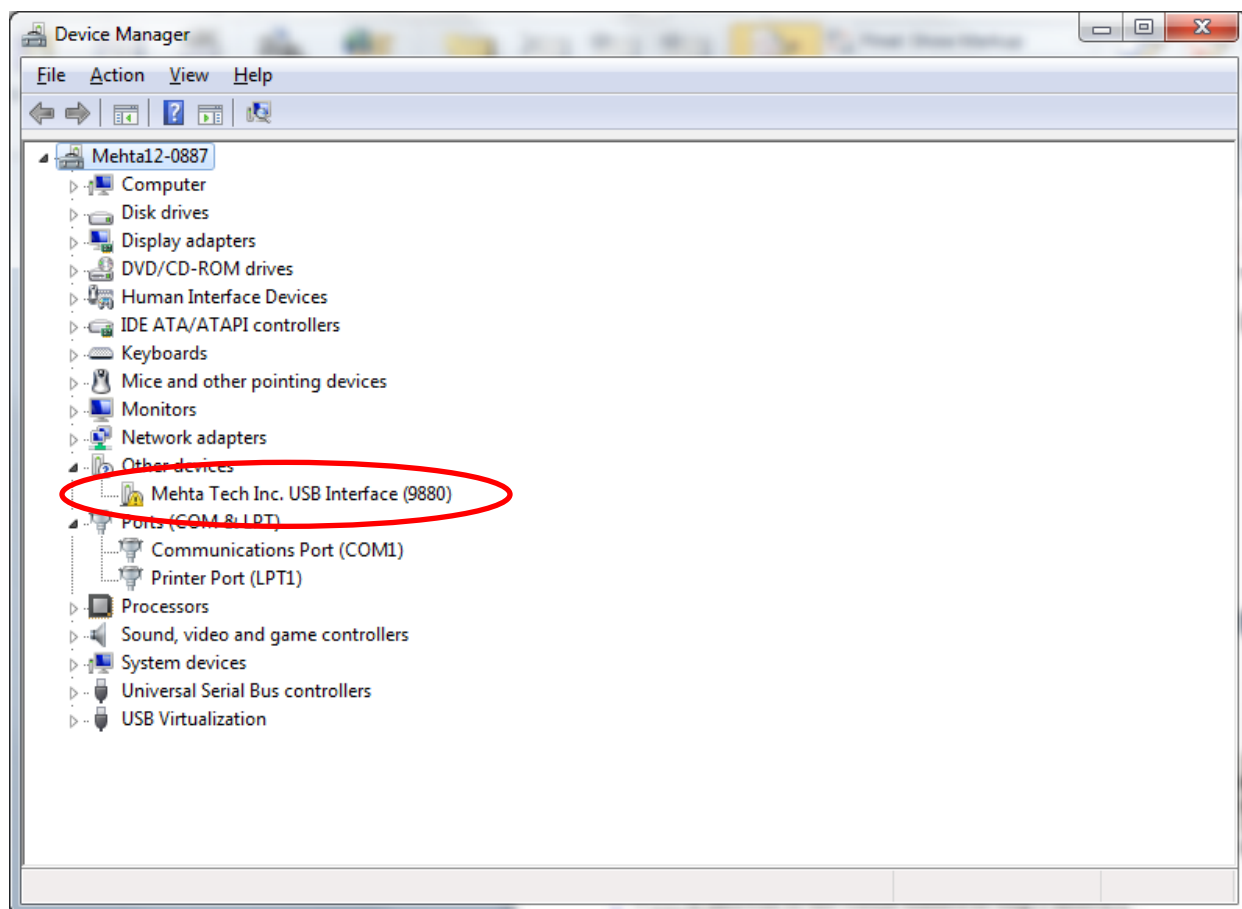 Device Manager
File Action View Help
Mehta12-0887
Computer
Disk drives
Display adapters
DVD/CD-ROM drives
Human Interface Devices
IDE ATA/ATAPI controllers
Keyboards
Mice and other pointing devices
Monitors
Network adapters
Other devices
Mehta Tech Inc. USB Interface (9880)
Ports (COM & LPT)
Communications Port (COM1)
Printer Port (LPT1)
Processors
Sound, video and game controllers
System devices
Universal Serial Bus controllers
USB Virtualization